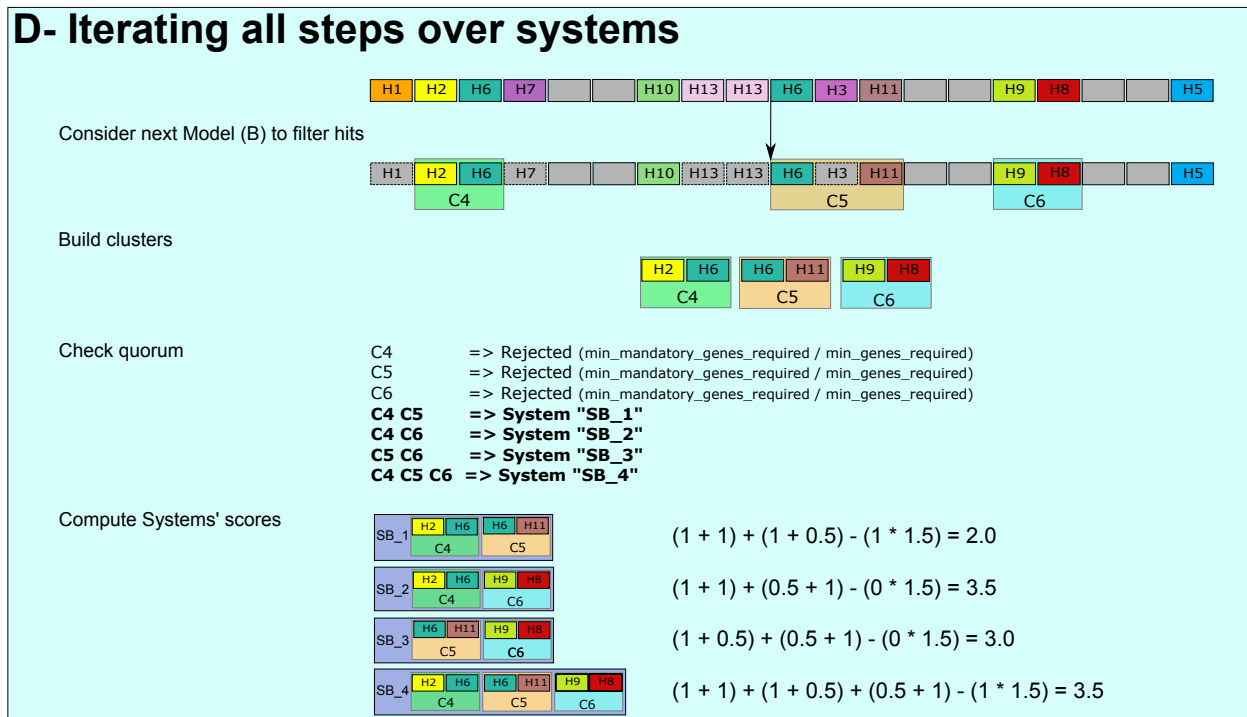 D- Iterating all steps over systems
H1 H2 H6 H7 H10 H13 H13 H6 H3 H11 H9 H8 H5
Consider next Model (B) to filter hits
H1 H2 H6 H7 H10 H13 H13 H6 H3 H11 H9 H8 H5
C4 C5 C6
Build clusters
H2 H6 H6 H11 H9 H8
C4 C5 C6
Check quorum
C4 => Rejected (min_mandatory_genes_required / min_genes_required)
C5 => Rejected (min_mandatory_genes_required / min_genes_required)
C6 => Rejected (min_mandatory_genes_required / min_genes_required)
C4 C5 => System "SB_1"
C4 C6 => System "SB_2"
C5 C6 => System "SB_3"
C4 C5 C6 => System "SB_4"
Compute Systems' scores
SB_1 H2 H6 H6 H11 (1 + 1) + (1 + 0.5) - (1 * 1.5) = 2.0
C4 C5
SB_2 H2 H6 H9 H8 (1 + 1) + (0.5 + 1) - (0 * 1.5) = 3.5
C4 C6
SB_3 H6 H11 H9 H8 (1 + 0.5) + (0.5 + 1) - (0 * 1.5) = 3.0
C5 C6
SB_4 H2 H6 H6 H11 H9 H8 (1 + 1) + (1 + 0.5) + (0.5 + 1) - (1 * 1.5) = 3.5
C4 C5 C6